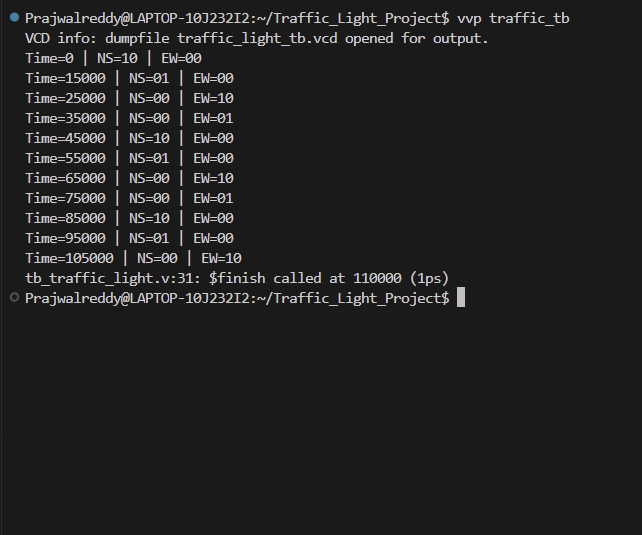 Prajwalreddy@LAPTOP-10J232I2:~/Traffic_Light_Project$ vvp traffic_tb
VCD info: dumpfile traffic_light_tb.vcd opened for output.
Time=0 | NS=10 | EW=00
Time=15000 | NS=01 | EW=00
Time=25000 | NS=00 | EW=10
Time=35000 | NS=00 | EW=01
Time=45000 | NS=10 | EW=00
Time=55000 | NS=01 | EW=00
Time=65000 | NS=00 | EW=10
Time=75000 | NS=00 | EW=01
Time=85000 | NS=10 | EW=00
Time=95000 | NS=01 | EW=00
Time=105000 | NS=00 | EW=10
tb_traffic_light.v:31: $finish called at 110000 (1ps)
Prajwalreddy@LAPTOP-10J232I2:~/Traffic_Light_Project$